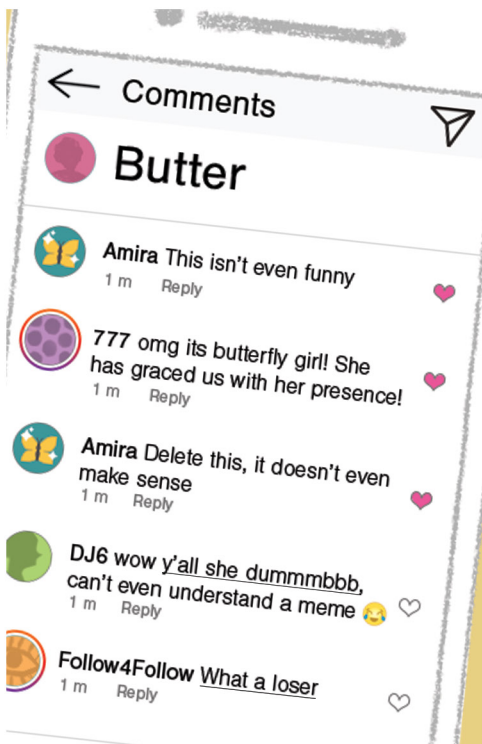 Comments
Butter
Amira This isn't even funny
1 m Reply
777 omg its butterfly girl! She
has graced us with her presence!
1 m Reply
Amira Delete this, it doesn't even
make sense
1 m Reply
DJ6 wow y'all she dummmbbb,
can't even understand a meme 😂
1 m Reply
Follow4Follow What a loser
1 m Reply